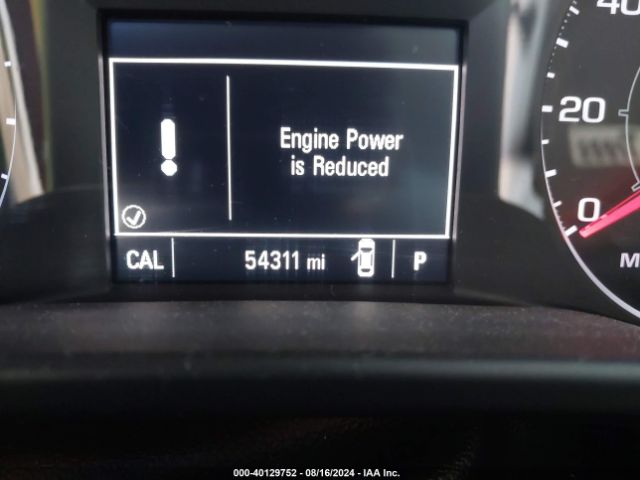 Engine Power
is Reduced
CAL 54311 mi P
40
20
0
M
000-40129752 - 08/16/2024 - IAA Inc.